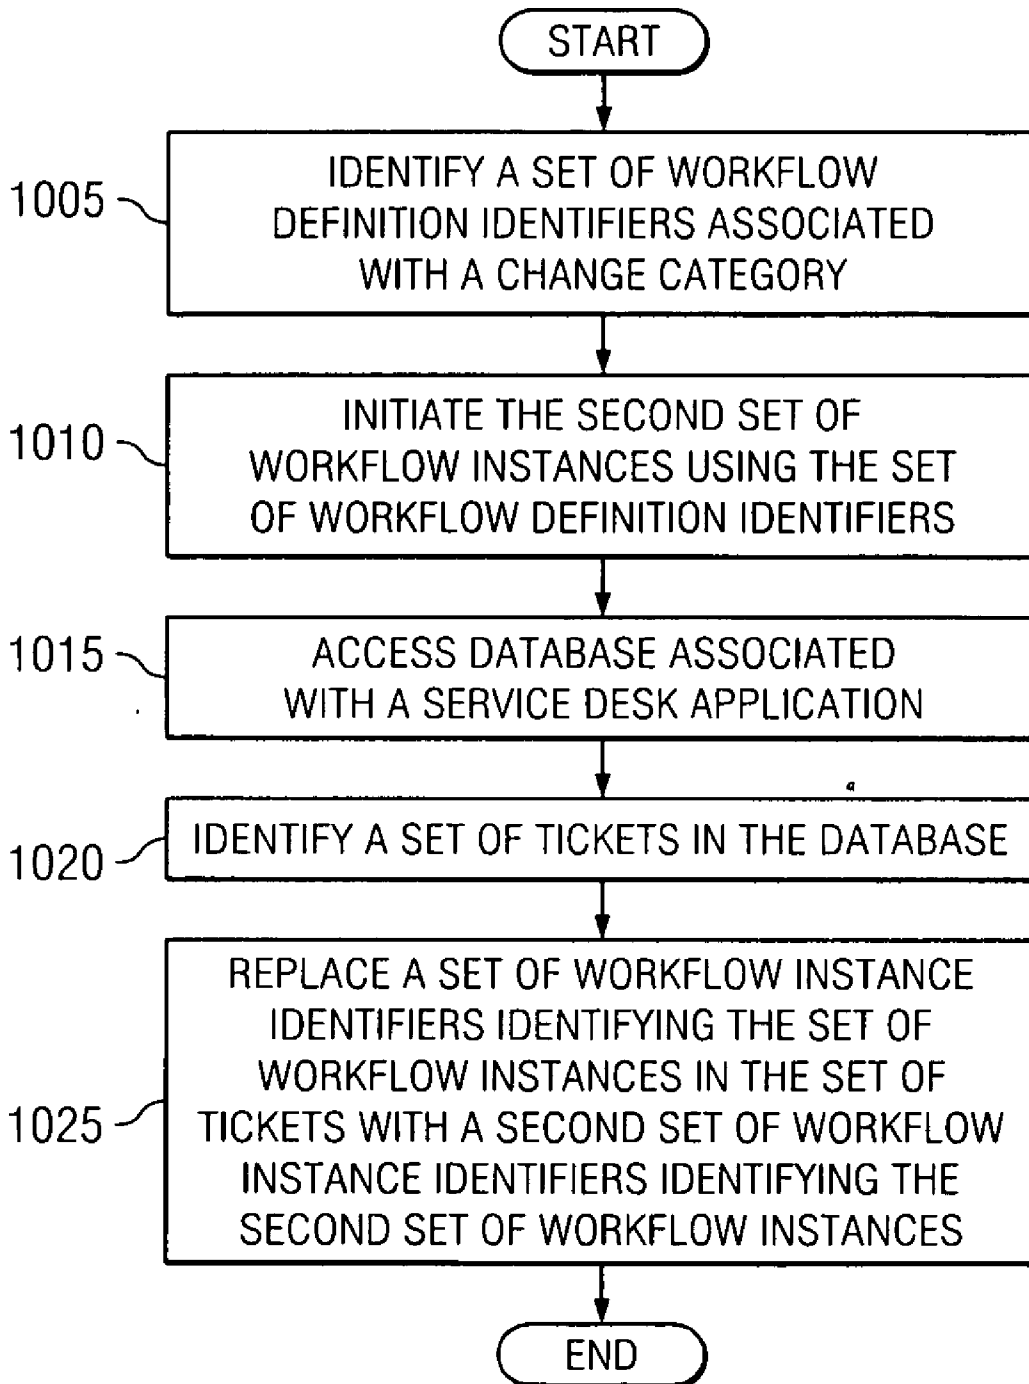 START
1005
IDENTIFY A SET OF WORKFLOW
DEFINITION IDENTIFIERS ASSOCIATED
WITH A CHANGE CATEGORY
1010
INITIATE THE SECOND SET OF
WORKFLOW INSTANCES USING THE SET
OF WORKFLOW DEFINITION IDENTIFIERS
1015
ACCESS DATABASE ASSOCIATED
WITH A SERVICE DESK APPLICATION
1020
IDENTIFY A SET OF TICKETS IN THE DATABASE
1025
REPLACE A SET OF WORKFLOW INSTANCE
IDENTIFIERS IDENTIFYING THE SET OF
WORKFLOW INSTANCES IN THE SET OF
TICKETS WITH A SECOND SET OF WORKFLOW
INSTANCE IDENTIFIERS IDENTIFYING THE
SECOND SET OF WORKFLOW INSTANCES
END